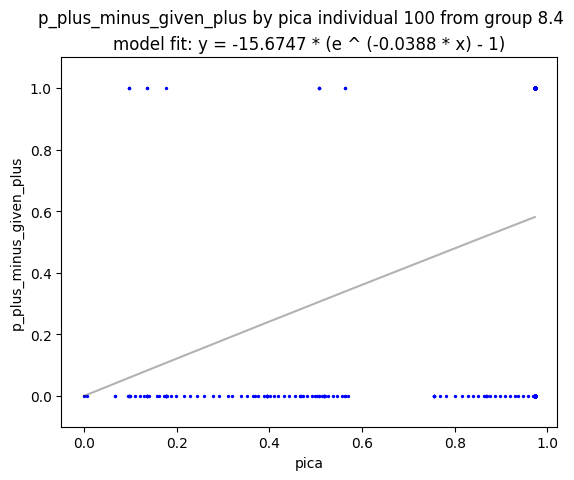 p_plus_minus_given_plus by pica individual 100 from group 8.4
model fit: y = -15.6747 * (e ^ (-0.0388 * x) - 1)
p_plus_minus_given_plus
1.0
0.8
0.6
0.4
0.2
0.0
0.0 0.2 0.4 0.6 0.8 1.0
pica